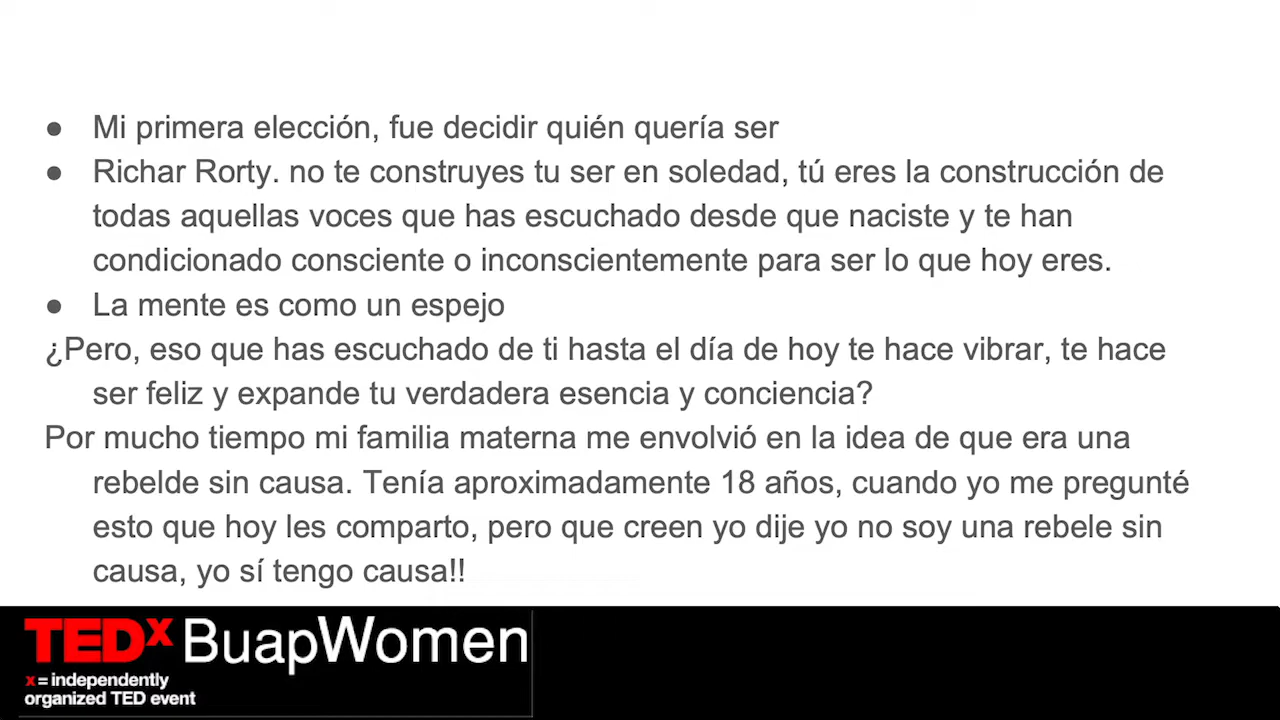 ● Mi primera elección, fue decidir quién quería ser
● Richar Rorty. no te construyes tu ser en soledad, tú eres la construcción de
todas aquellas voces que has escuchado desde que naciste y te han
condicionado consciente o inconscientemente para ser lo que hoy eres.
● La mente es como un espejo
¿Pero, eso que has escuchado de ti hasta el día de hoy te hace vibrar, te hace
ser feliz y expande tu verdadera esencia y conciencia?
Por mucho tiempo mi familia materna me envolvió en la idea de que era una
rebelde sin causa. Tenía aproximadamente 18 años, cuando yo me pregunté
esto que hoy les comparto, pero que creen yo dije yo no soy una rebele sin
causa, yo sí tengo causa!!
TEDx BuapWomen
x = independently
organized TED event